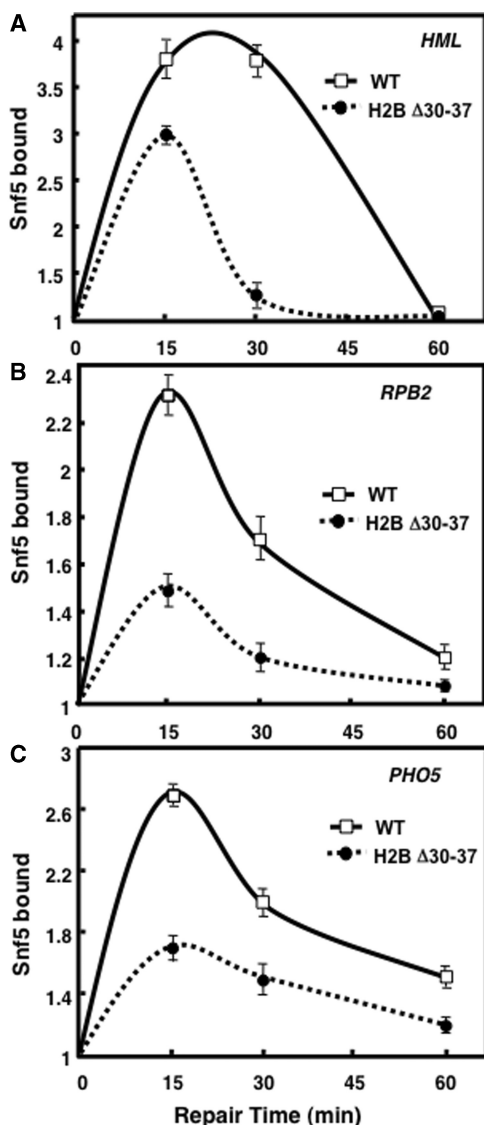 A
HML
4
WT
3.5
H2B Δ30-37
3
Snf5 bound
2.5
2
1.5
1
0 15 30 45 60
B
2.4
RPB2
2.2
2
WT
1.8
H2B Δ30-37
Snf5 bound
1.6
1.4
1.2
1
0 15 30 45 60
C
3
PHO5
2.6
WT
H2B Δ30-37
2.2
Snf5 bound
1.8
1.4
1
0 15 30 45 60
Repair Time (min)